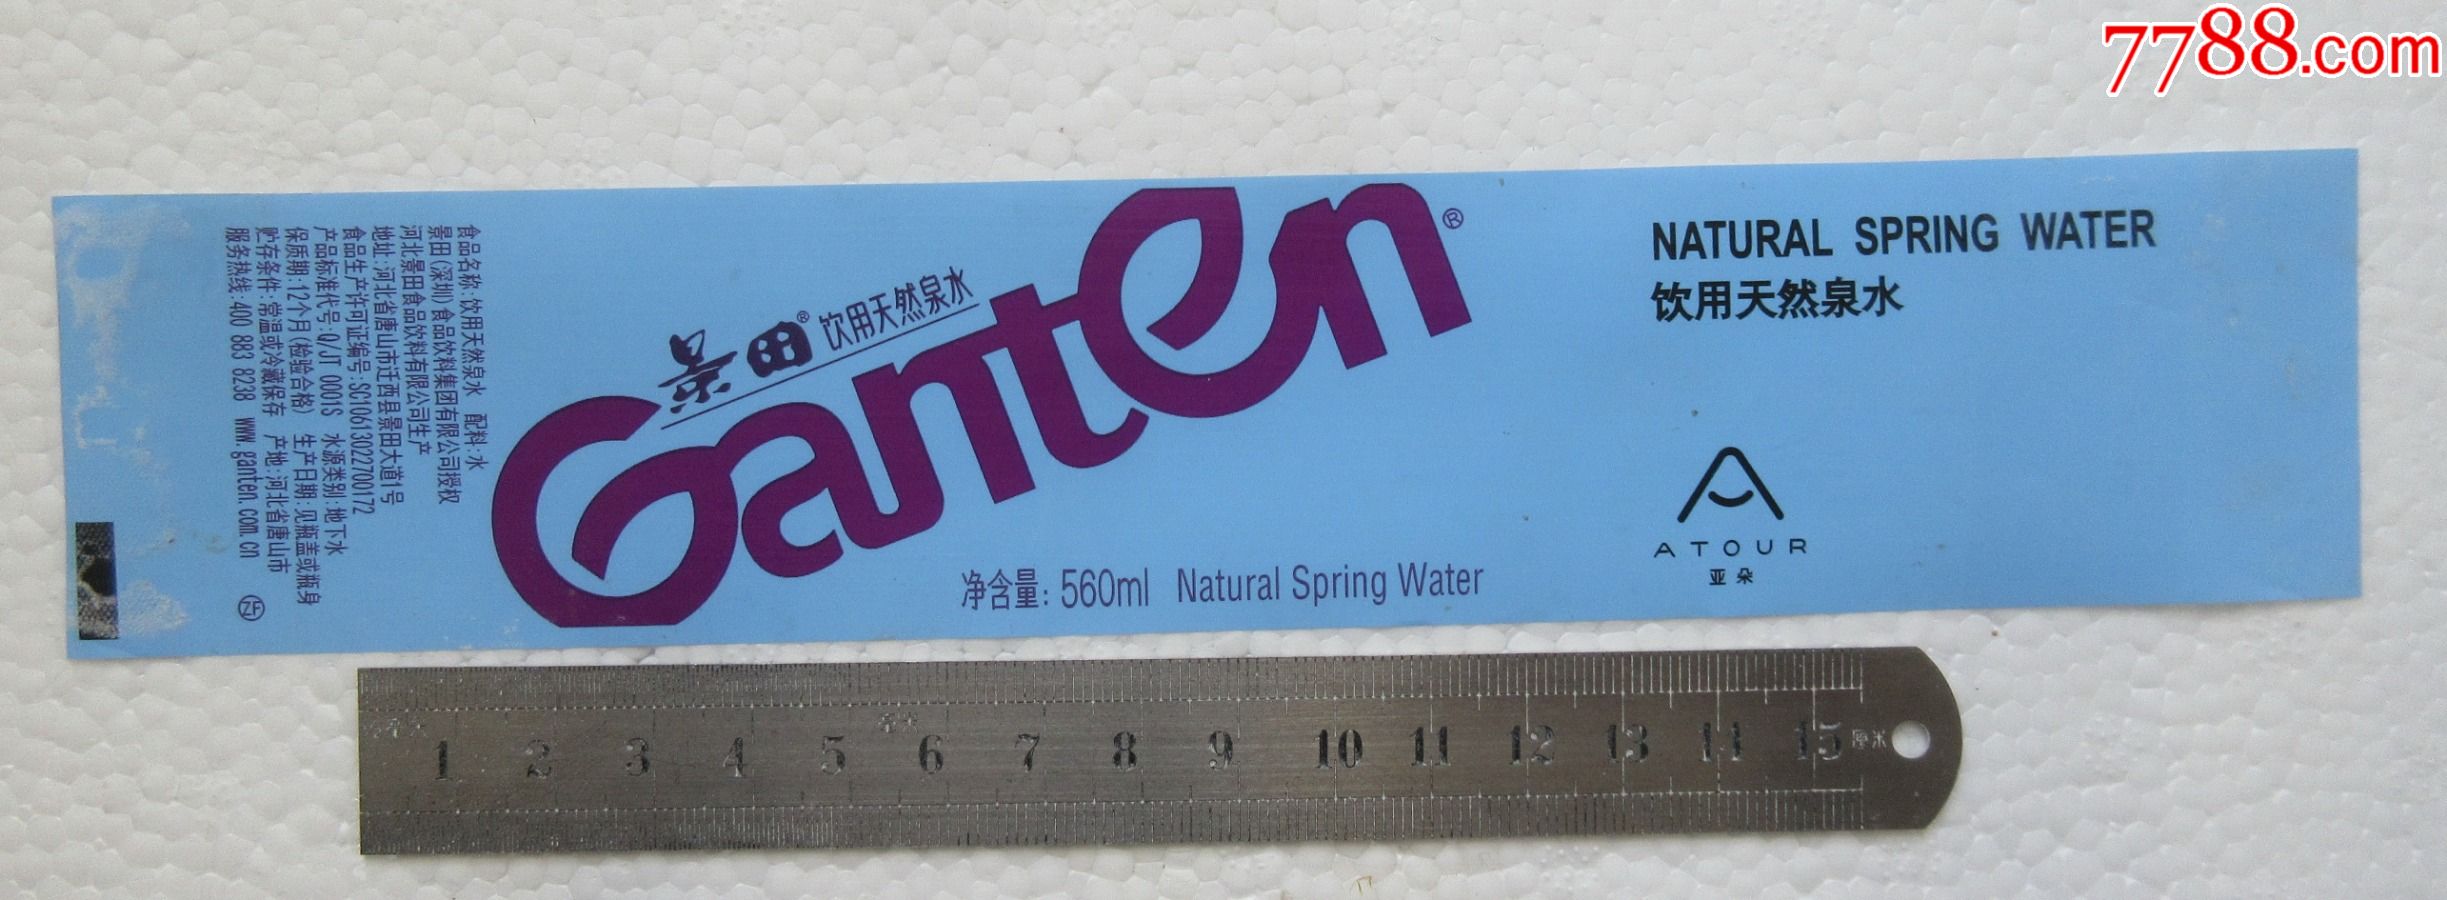 7788.com
食品名称:饮用天然泉水 配料:水
景田(深圳)食品饮料集团有限公司授权
河北景田食品饮料有限公司生产
地址:河北省唐山市迁西县景田大道1号
食品生产许可证编号:SC10613022700172
产品标准代号:Q/JT 0001S 水源类别:地下水
保质期:12个月(检验合格) 生产日期:见瓶盖或瓶身
贮存条件:常温或冷藏保存 产地:河北省唐山市
服务热线:400 883 8238 www.ganten.com.cn
ZF
景田® 饮用天然泉水
Ganten®
净含量: 560ml Natural Spring Water
NATURAL SPRING WATER
饮用天然泉水
ATOUR
亚朵
1 2 3 4 5 6 7 8 9 10 11 12 13 14 15 厘米